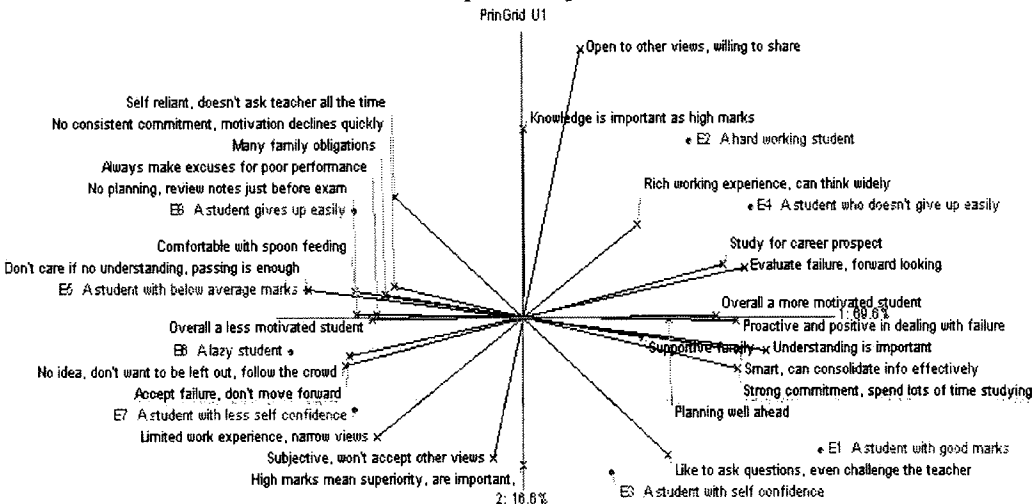 PrinGrid U1
Open to other views, willing to share
Self reliant, doesn't ask teacher all the time
Knowledge is important as high marks
No consistent commitment, motivation declines quickly
E2 A hard working student
Many family obligations
Always make excuses for poor performance
Rich working experience, can think widely
No planning, review notes just before exam
E6 A student gives up easily
E4 A student who doesn't give up easily
Comfortable with spoon feeding
Study for career prospect
Don't care if no understanding, passing is enough
Evaluate failure, forward looking
E5 A student with below average marks
Overall a more motivated student
1: 69.6%
Overall a less motivated student
Proactive and positive in dealing with failure
E8 A lazy student
Supportive family
Understanding is important
No idea, don't want to be left out, follow the crowd
Smart, can consolidate info effectively
Accept failure, don't move forward
Strong commitment, spend lots of time studying
E7 A student with less self confidence
Planning well ahead
Limited work experience, narrow views
E1 A student with good marks
Subjective, won't accept other views
Like to ask questions, even challenge the teacher
High marks mean superiority, are important,
E3 A student with self confidence
2: 16.6%